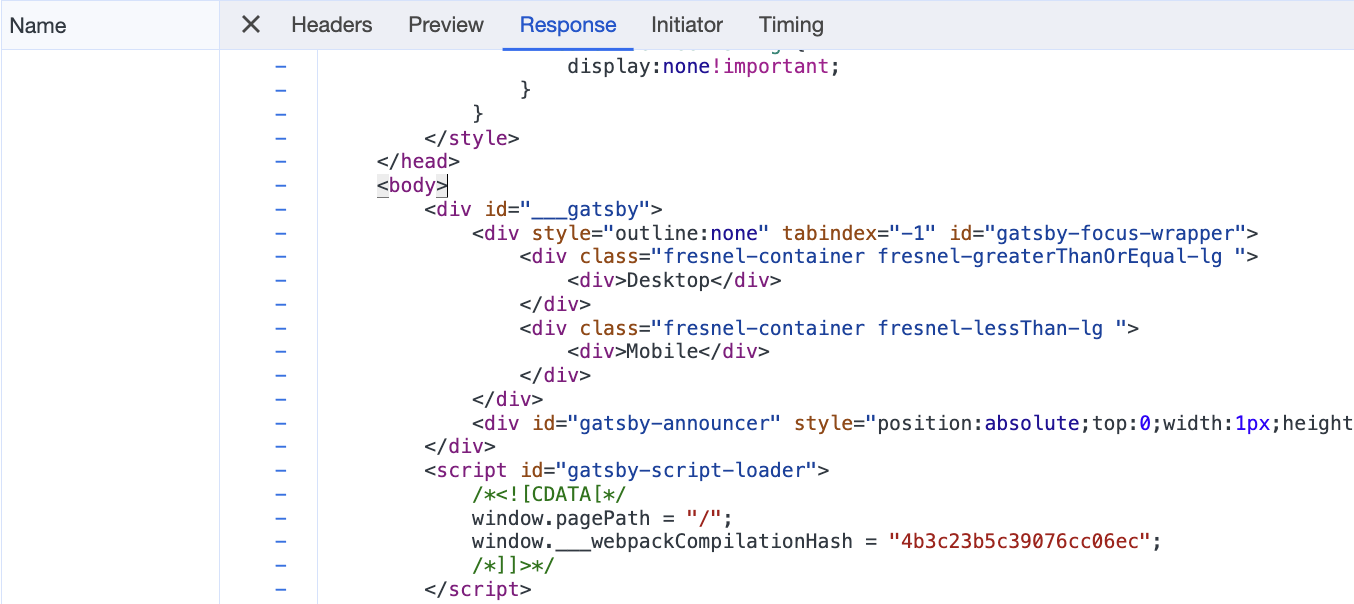 Name
Headers Preview Response Initiator Timing
display:none!important;
}
}
</style>
</head>
<body>
<div id="___gatsby">
<div style="outline:none" tabindex="-1" id="gatsby-focus-wrapper">
<div class="fresnel-container fresnel-greaterThanOrEqual-lg ">
<div>Desktop</div>
</div>
<div class="fresnel-container fresnel-lessThan-lg ">
<div>Mobile</div>
</div>
</div>
<div id="gatsby-announcer" style="position:absolute;top:0;width:1px;height
</div>
<script id="gatsby-script-loader">
/*<![CDATA[*/
window.pagePath = "/";
window.___webpackCompilationHash = "4b3c23b5c39076cc06ec";
/*]]>*/
</script>